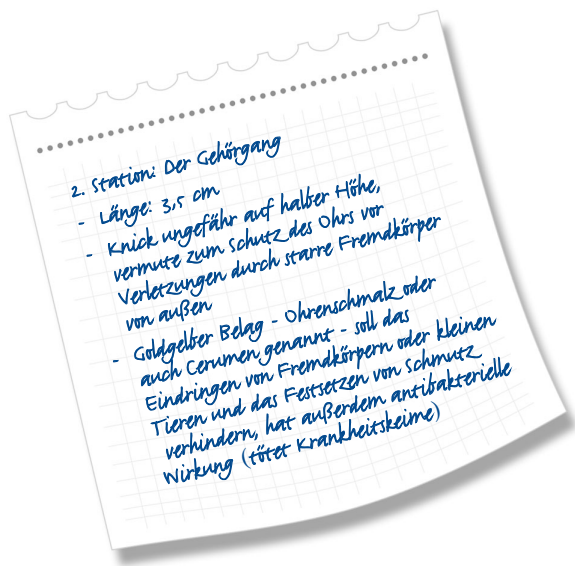 2. Station: Der Gehörgang
- Länge: 3,5 cm
- Knick ungefähr auf halber Höhe,
vermute zum Schutz des Ohrs vor
Verletzungen durch starre Fremdkörper
von außen
- Goldgelber Belag - Ohrenschmalz oder
auch Cerumen genannt - soll das
Eindringen von Fremdkörpern oder kleinen
Tieren und das Festsetzen von Schmutz
verhindern, hat außerdem antibakterielle
Wirkung (tötet Krankheitskeime)